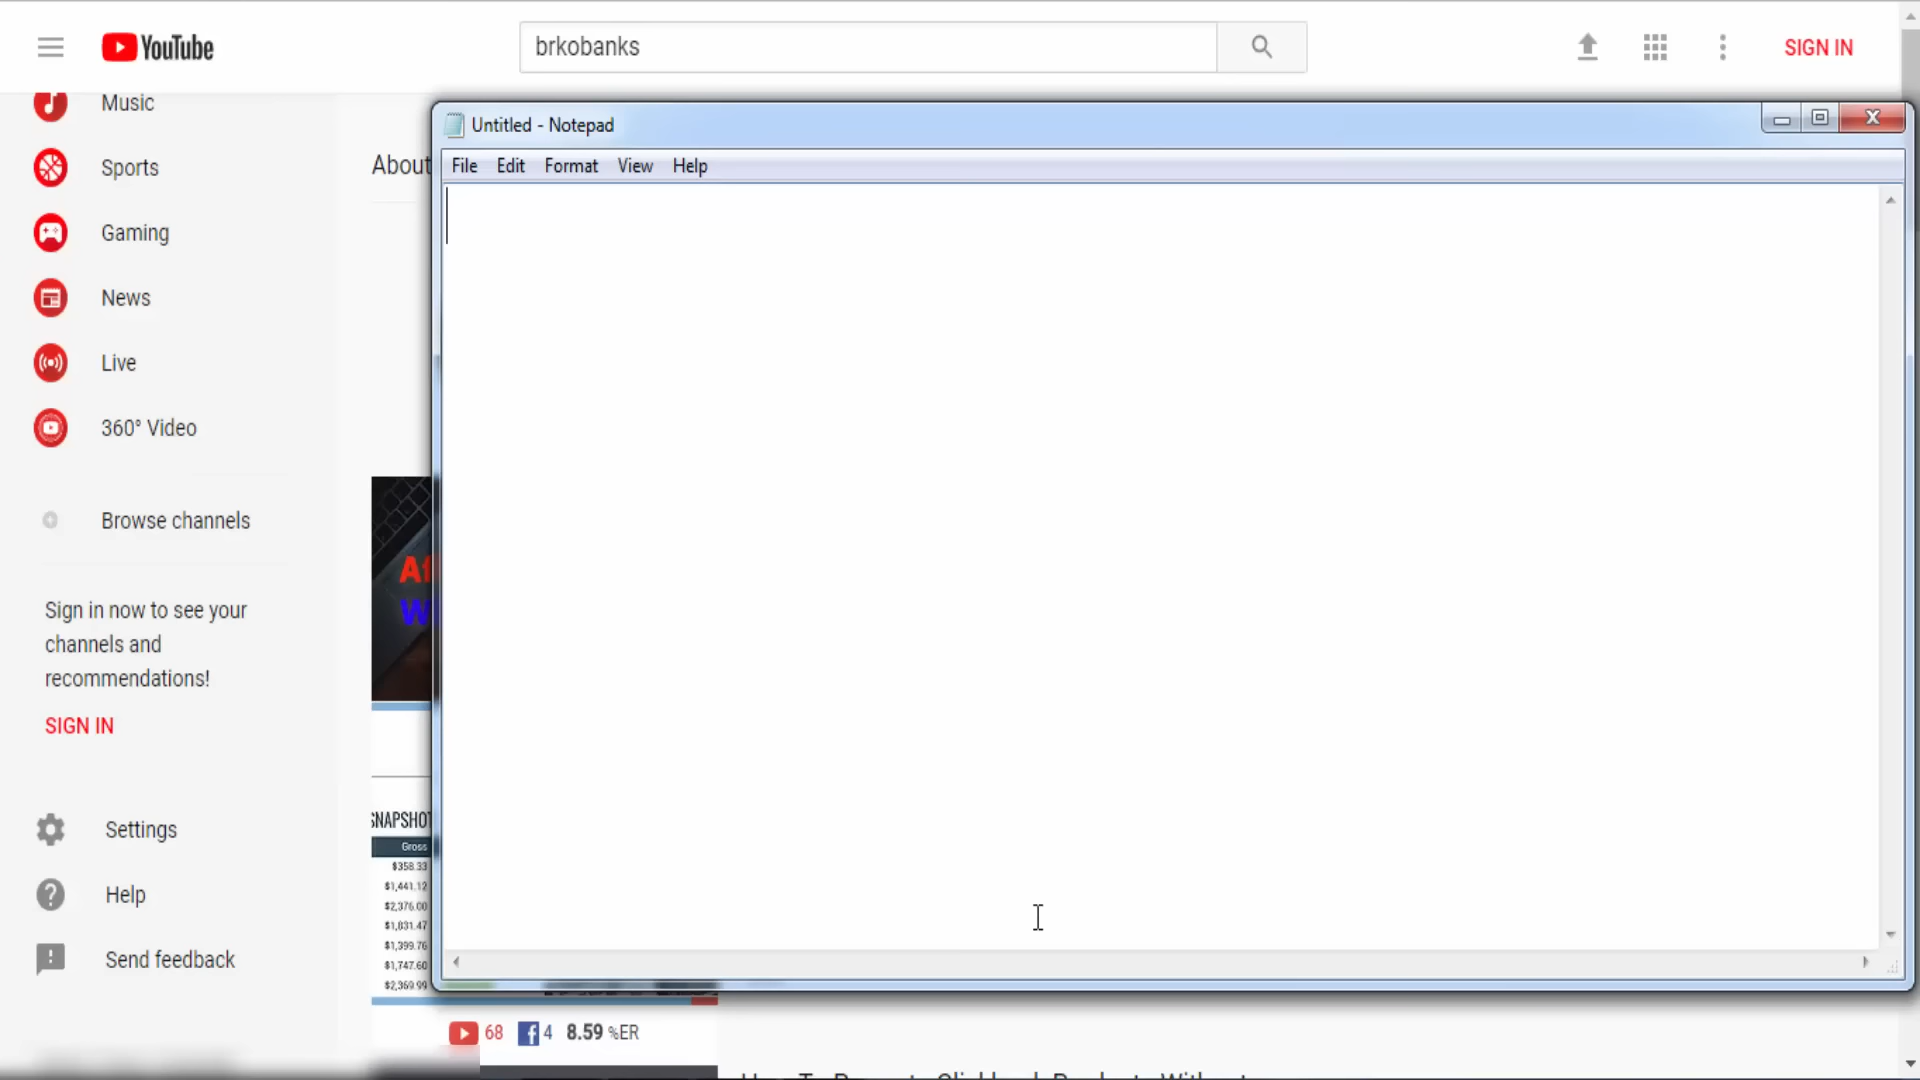 YouTube
brkobanks
SIGN IN
Music
Sports
Gaming
News
Live
360° Video
Browse channels
Sign in now to see your
channels and
recommendations!
SIGN IN
Settings
Help
Send feedback
About
Untitled - Notepad
File Edit Format View Help
SNAPSHOT
Gross
$358.33
$1,441.12
$2,376.00
$1,831.47
$1,399.76
$1,747.60
$2,369.99
68 4 8.59 %ER